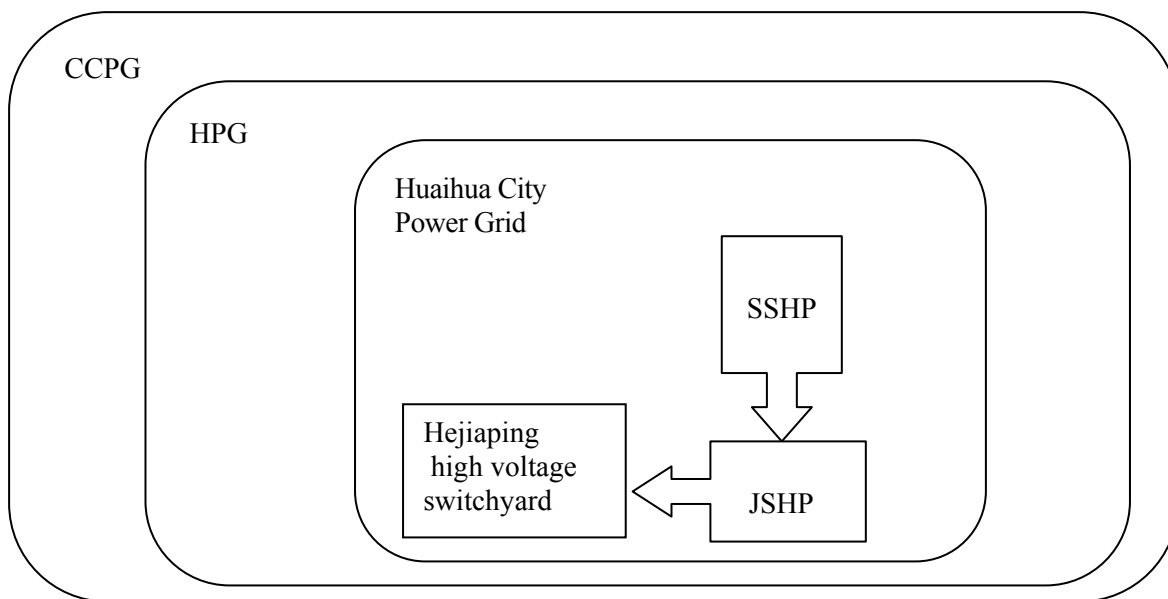 CCPG
HPG
Huaihua City
Power Grid
SSHP
Hejiaping
high voltage
switchyard
JSHP